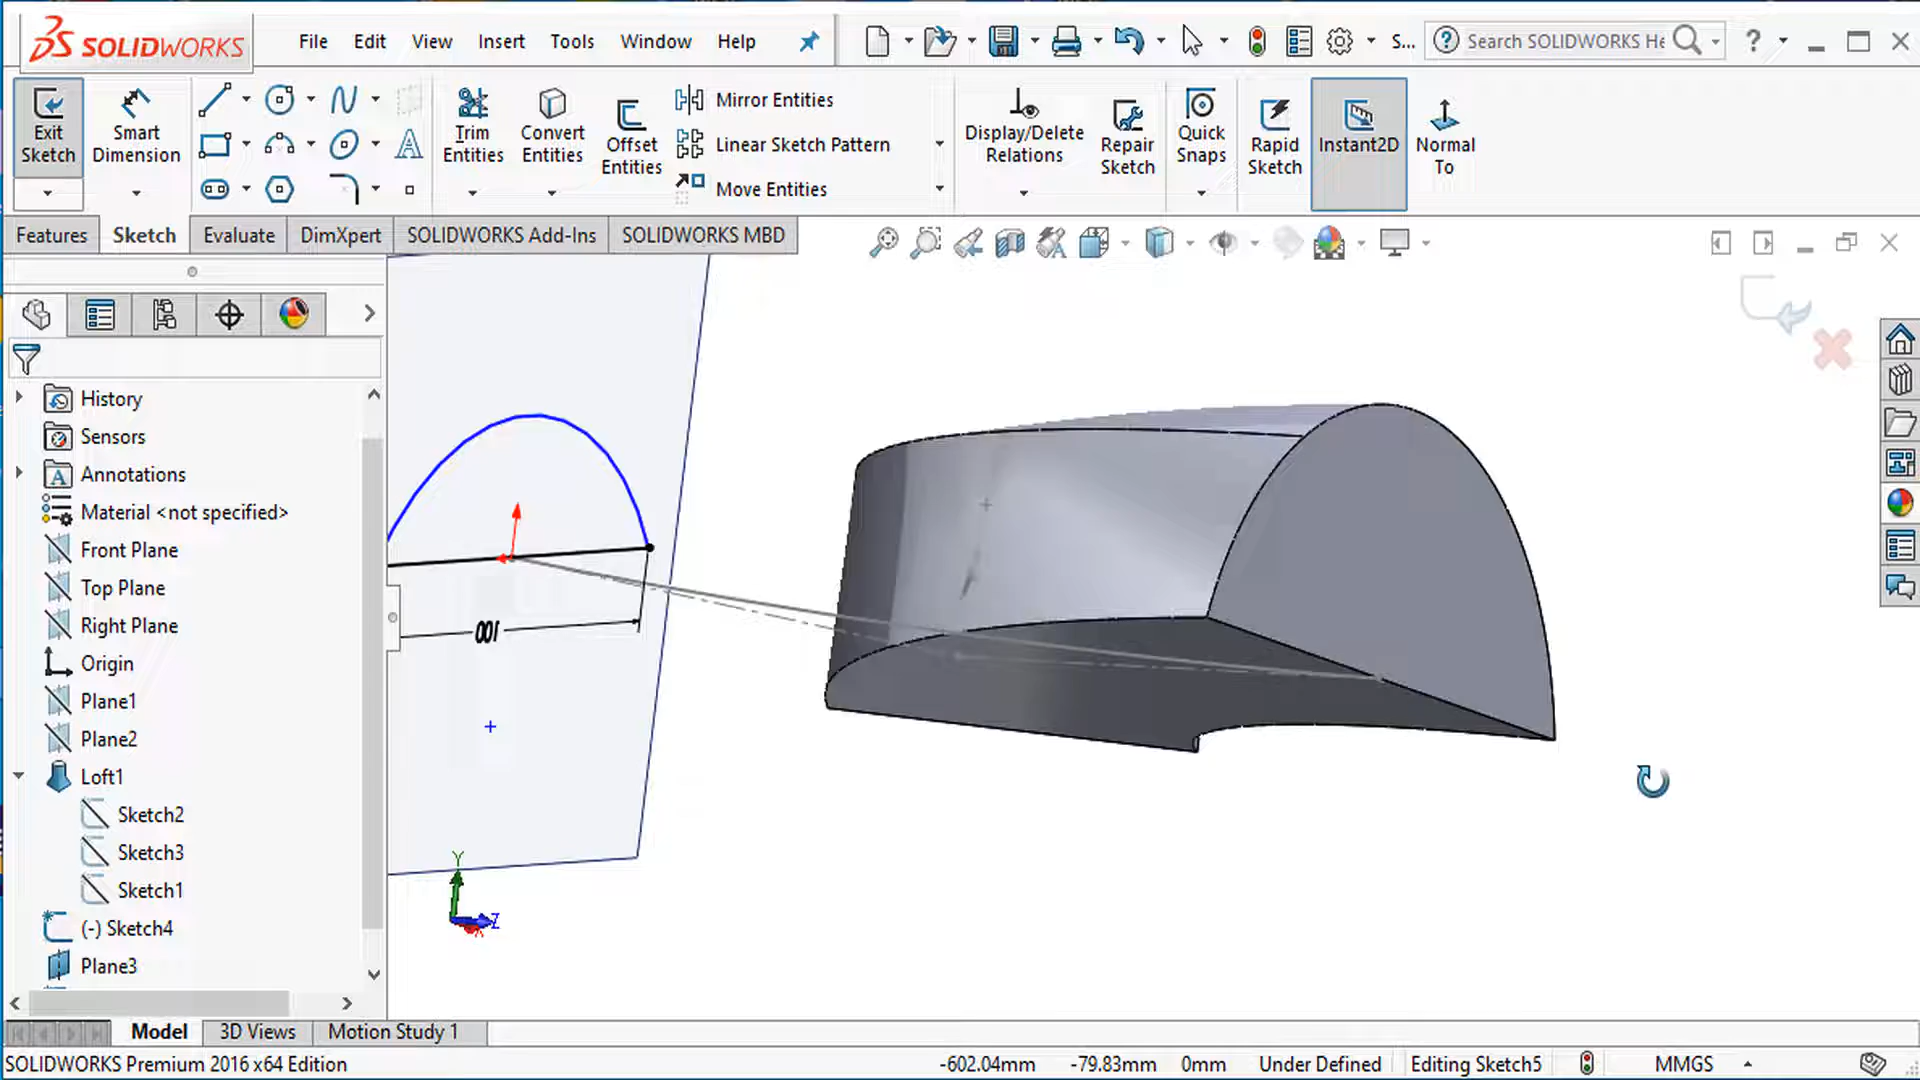 SOLIDWORKS File Edit View Insert Tools Window Help S... Search SOLIDWORKS He ?
Exit Sketch
Smart Dimension
Trim Entities
Convert Entities
Offset Entities
Mirror Entities
Linear Sketch Pattern
Move Entities
Display/Delete Relations
Repair Sketch
Quick Snaps
Rapid Sketch
Instant2D
Normal To
Features Sketch Evaluate DimXpert SOLIDWORKS Add-Ins SOLIDWORKS MBD
History
Sensors
Annotations
Material <not specified>
Front Plane
Top Plane
Right Plane
Origin
Plane1
Plane2
Loft1
Sketch2
Sketch3
Sketch1
(-) Sketch4
Plane3
100
Y
Z
X
Model 3D Views Motion Study 1
SOLIDWORKS Premium 2016 x64 Edition -602.04mm -79.83mm 0mm Under Defined Editing Sketch5 MMGS